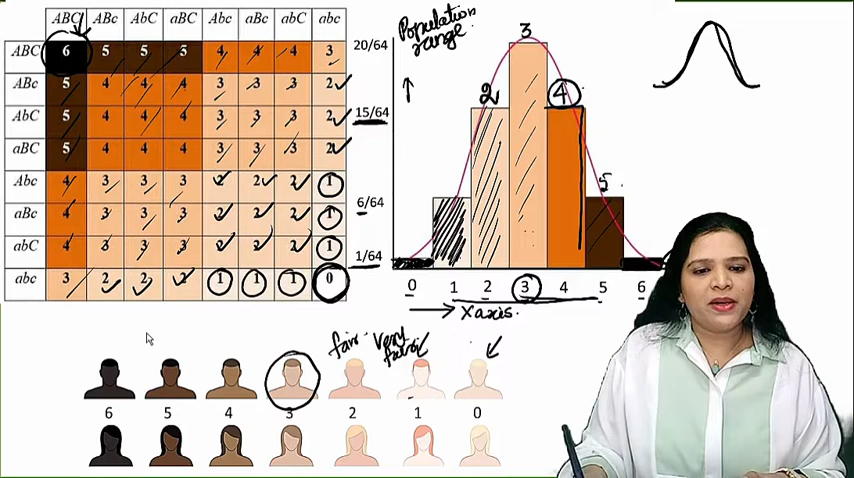 ABC ABc AbC aBC Abc aBc abC abc
ABC 6 5 5 5 4 4 4 3
ABc 5 4 4 4 3 3 3 2
AbC 5 4 4 4 3 3 3 2
aBC 5 4 4 4 3 3 3 2
Abc 4 3 3 3 2 2 2 1
aBc 4 3 3 3 2 2 2 1
abC 4 3 3 3 2 2 2 1
abc 3 2 2 2 1 1 1 0
20/64
15/64
6/64
1/64
Population
range
2 3 4 5
0 1 2 3 4 5 6
X axis.
fair Very
6 5 4 3 2 1 0